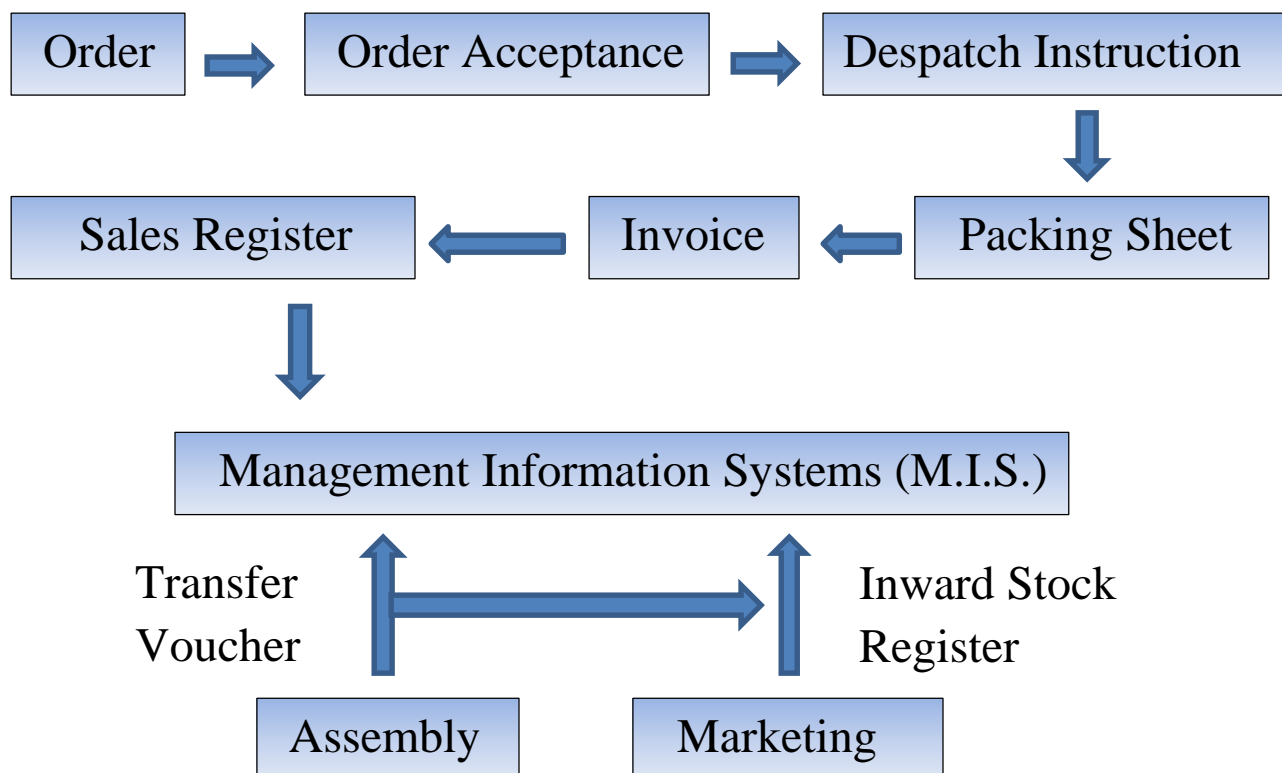 Order
Order Acceptance
Despatch Instruction
Sales Register
Invoice
Packing Sheet
Management Information Systems (M.I.S.)
Transfer
Voucher
Inward Stock
Register
Assembly
Marketing